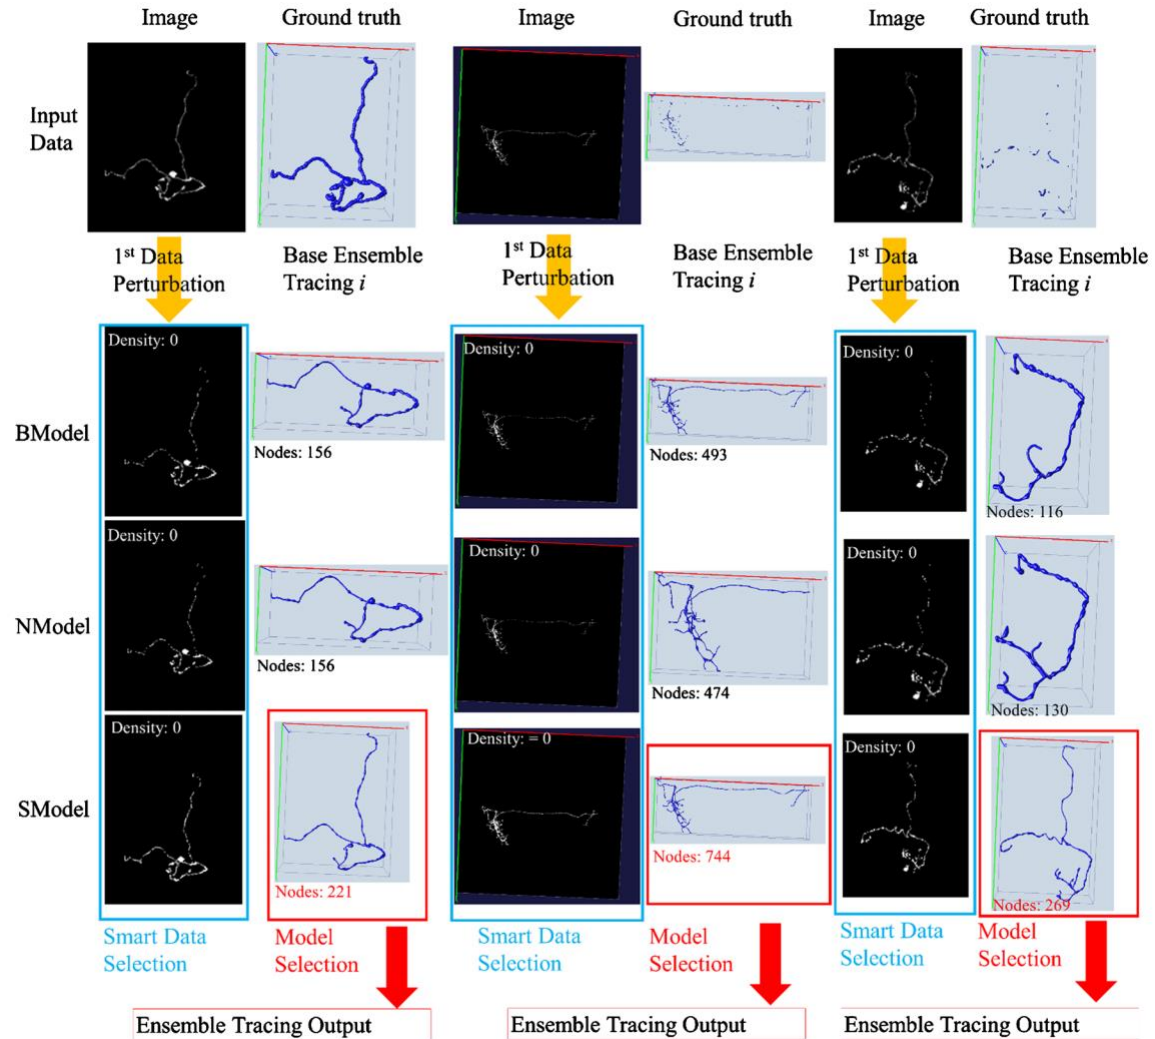 Image
Ground truth
Image
Ground truth
Image
Ground truth
Input
Data
1st Data
Perturbation
Base Ensemble
Tracing i
1st Data
Perturbation
Base Ensemble
Tracing i
1st Data
Perturbation
Base Ensemble
Tracing i
BModel
Density: 0
Nodes: 156
Density: 0
Nodes: 493
Density: 0
Nodes: 116
NModel
Density: 0
Nodes: 156
Density: 0
Nodes: 474
Density: 0
Nodes: 130
SModel
Density: 0
Nodes: 221
Density: = 0
Nodes: 744
Density: 0
Nodes: 269
Smart Data
Selection
Model
Selection
Smart Data
Selection
Model
Selection
Smart Data
Selection
Model
Selection
Ensemble Tracing Output
Ensemble Tracing Output
Ensemble Tracing Output